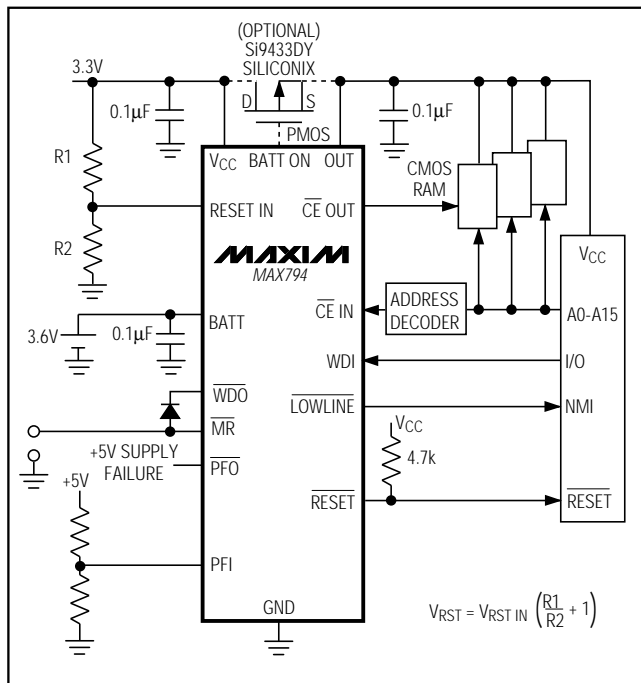 (OPTIONAL)
Si9433DY
SILICONIX
3.3V
0.1µF
D
S
0.1µF
PMOS
R1
VCC
BATT ON
OUT
CMOS
RAM
RESET IN
CE OUT
R2
MAXIM
MAX794
VCC
BATT
CE IN
ADDRESS
DECODER
A0-A15
3.6V
0.1µF
WDI
I/O
WDO
LOWLINE
NMI
MR
VCC
+5V SUPPLY
FAILURE
PFO
4.7k
+5V
RESET
RESET
PFI
GND
VRST = VRST IN (R1/R2 + 1)